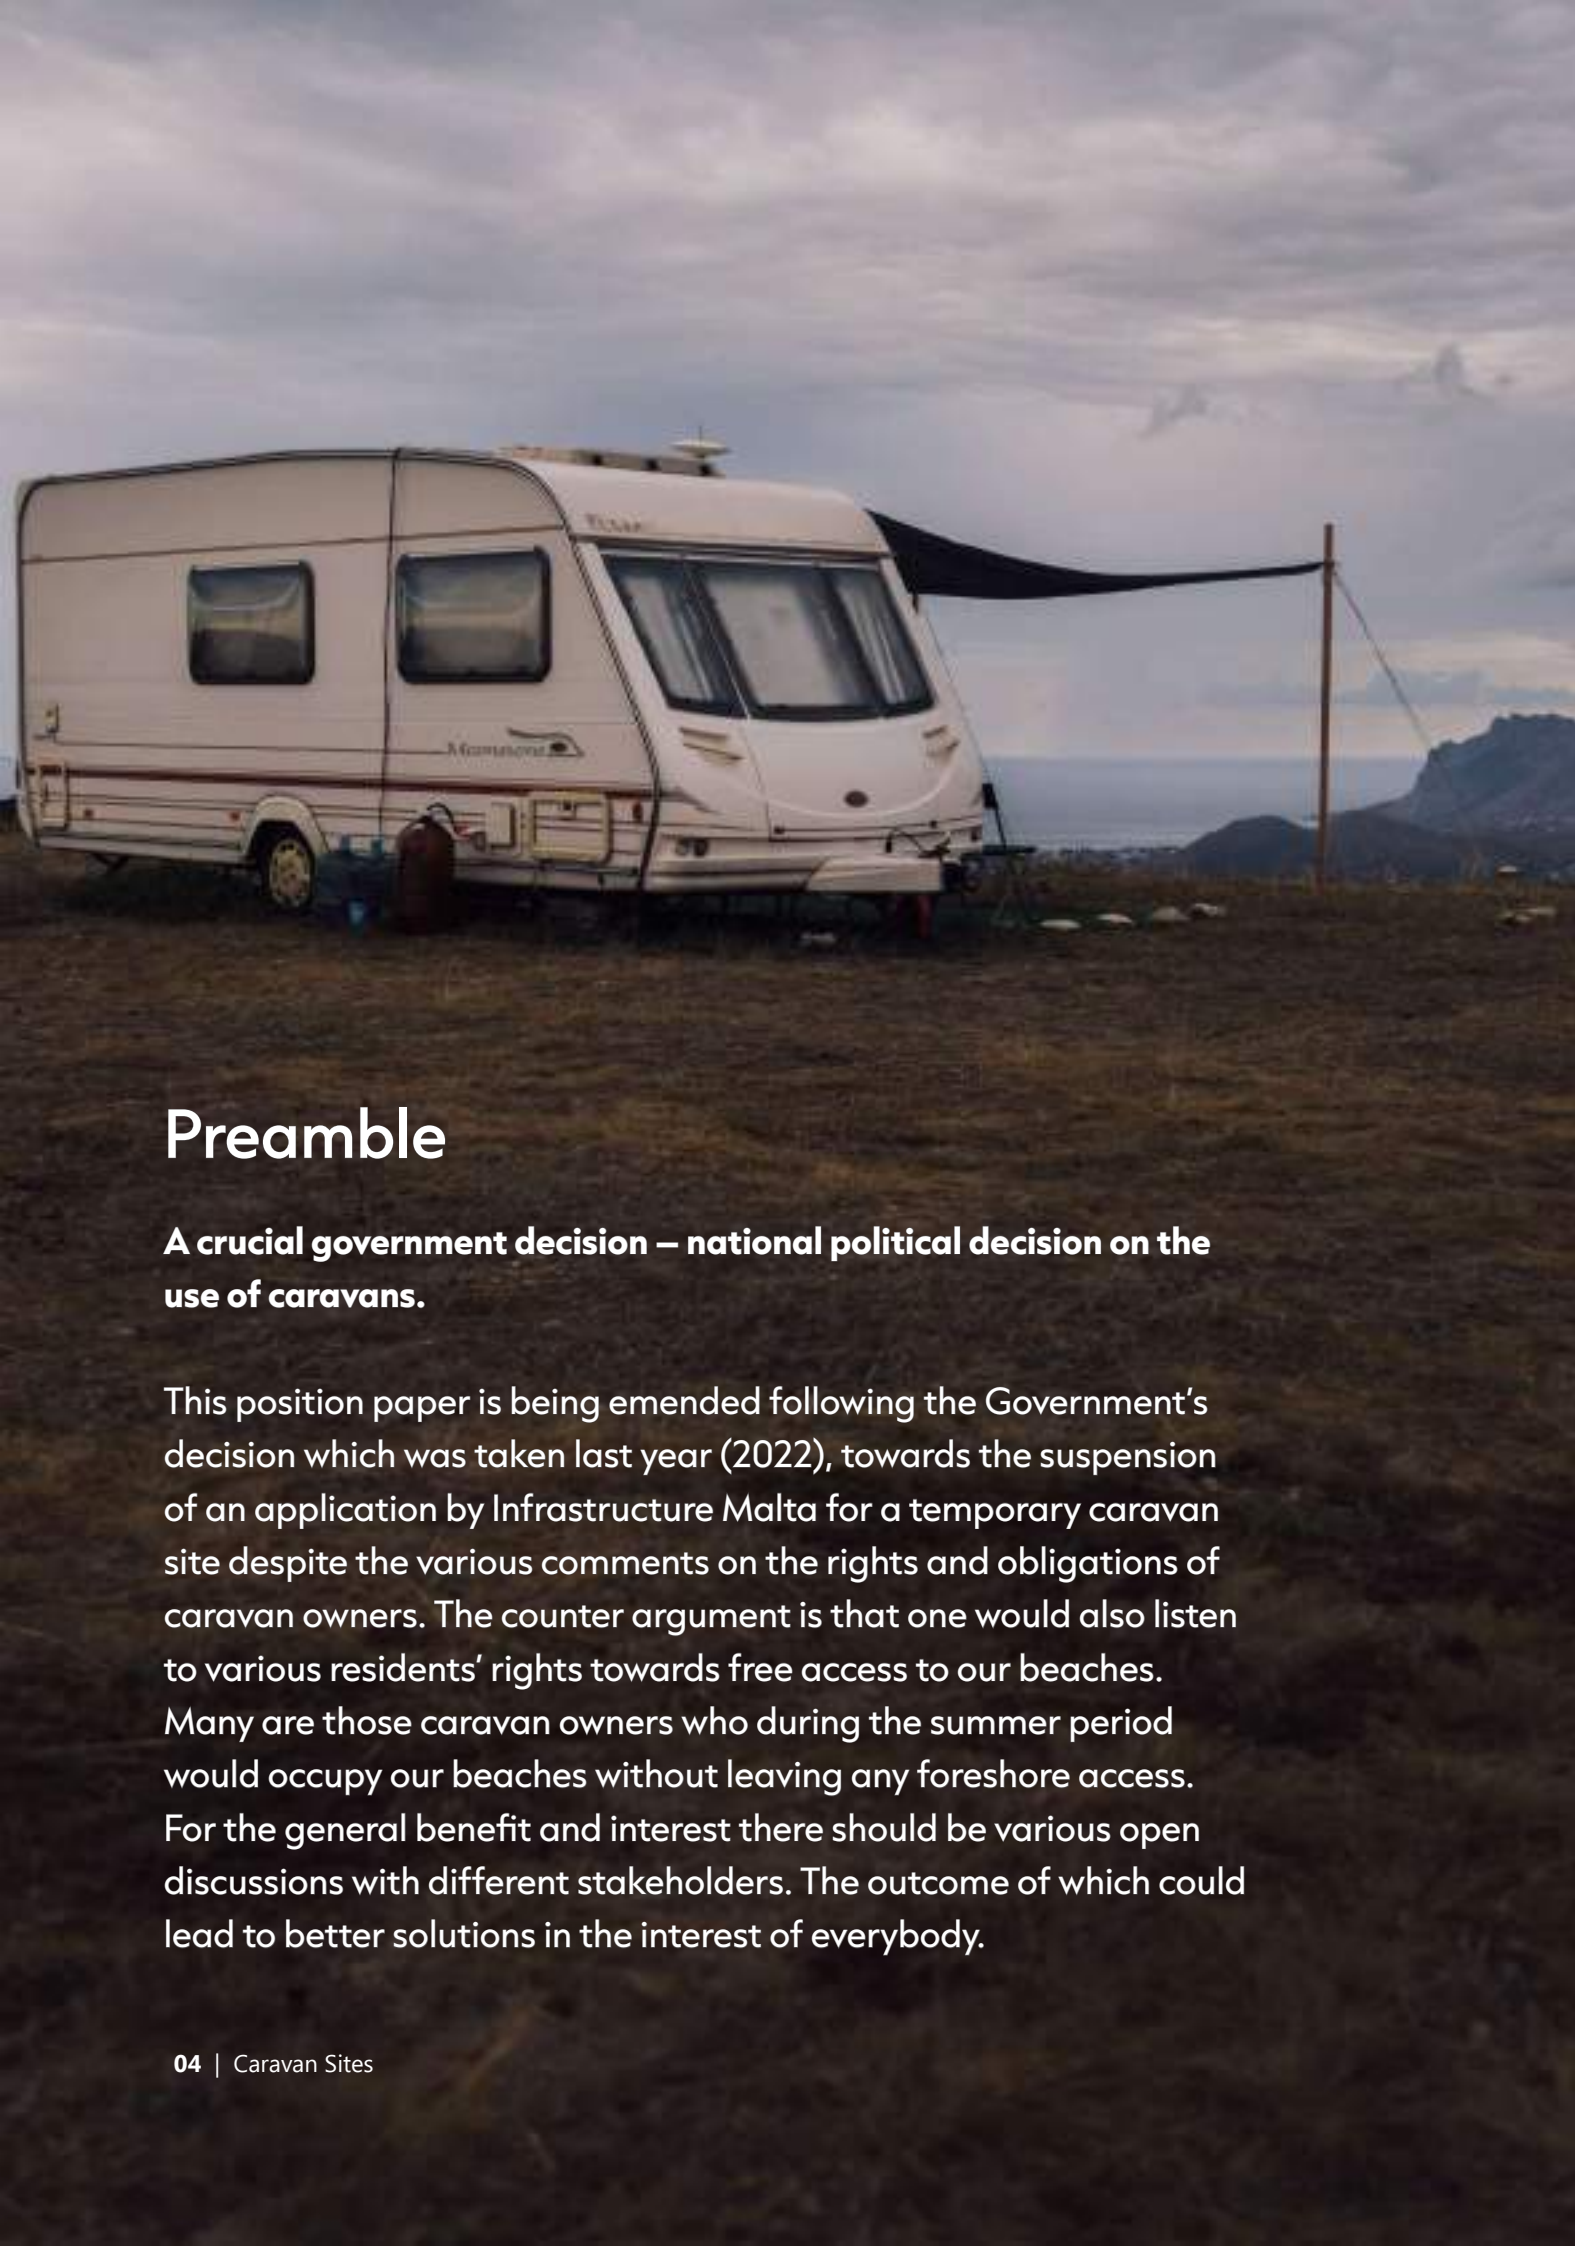 Preamble
A crucial government decision – national political decision on the
use of caravans.
This position paper is being emended following the Government’s
decision which was taken last year (2022), towards the suspension
of an application by Infrastructure Malta for a temporary caravan
site despite the various comments on the rights and obligations of
caravan owners. The counter argument is that one would also listen
to various residents’ rights towards free access to our beaches.
Many are those caravan owners who during the summer period
would occupy our beaches without leaving any foreshore access.
For the general benefit and interest there should be various open
discussions with different stakeholders. The outcome of which could
lead to better solutions in the interest of everybody.
04 | Caravan Sites